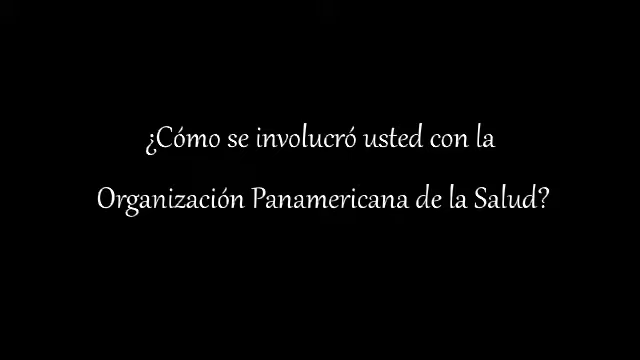 ¿Cómo se involucró usted con la
Organización Panamericana de la Salud?